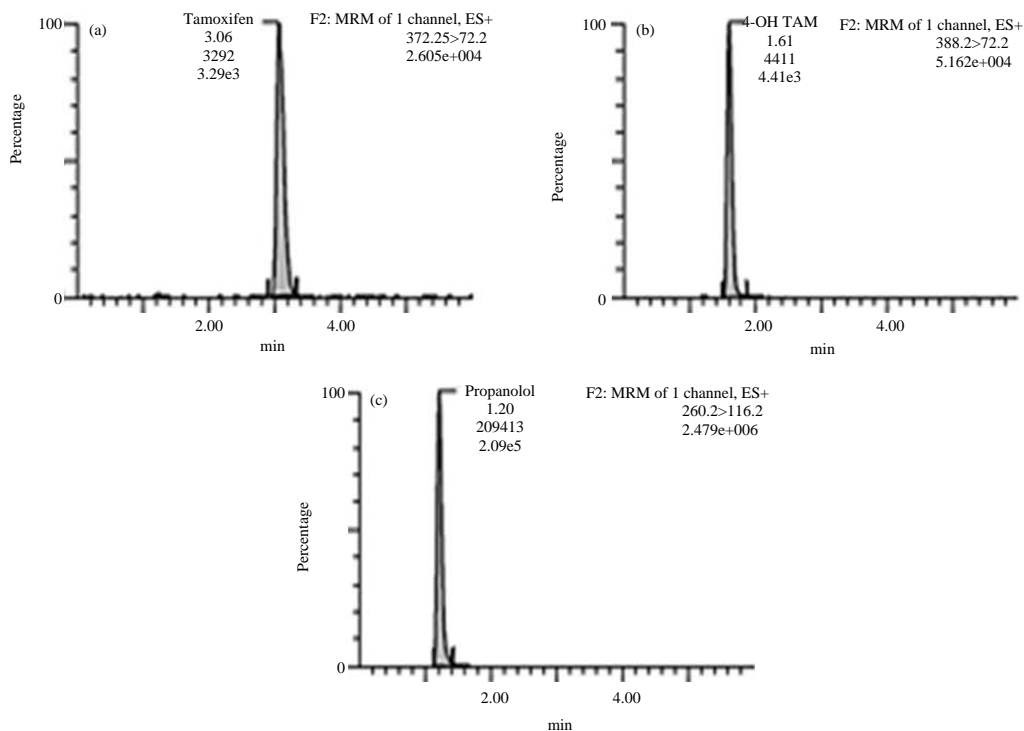 (a)
Tamoxifen
3.06
3292
3.29e3
F2: MRM of 1 channel, ES+
372.25>72.2
2.605e+004
100
Percentage
0
2.00
4.00
min
(b)
4-OH TAM
1.61
4411
4.41e3
F2: MRM of 1 channel, ES+
388.2>72.2
5.162e+004
100
Percentage
0
2.00
4.00
min
(c)
Propanolol
1.20
209413
2.09e5
F2: MRM of 1 channel, ES+
260.2>116.2
2.479e+006
100
Percentage
0
2.00
4.00
min